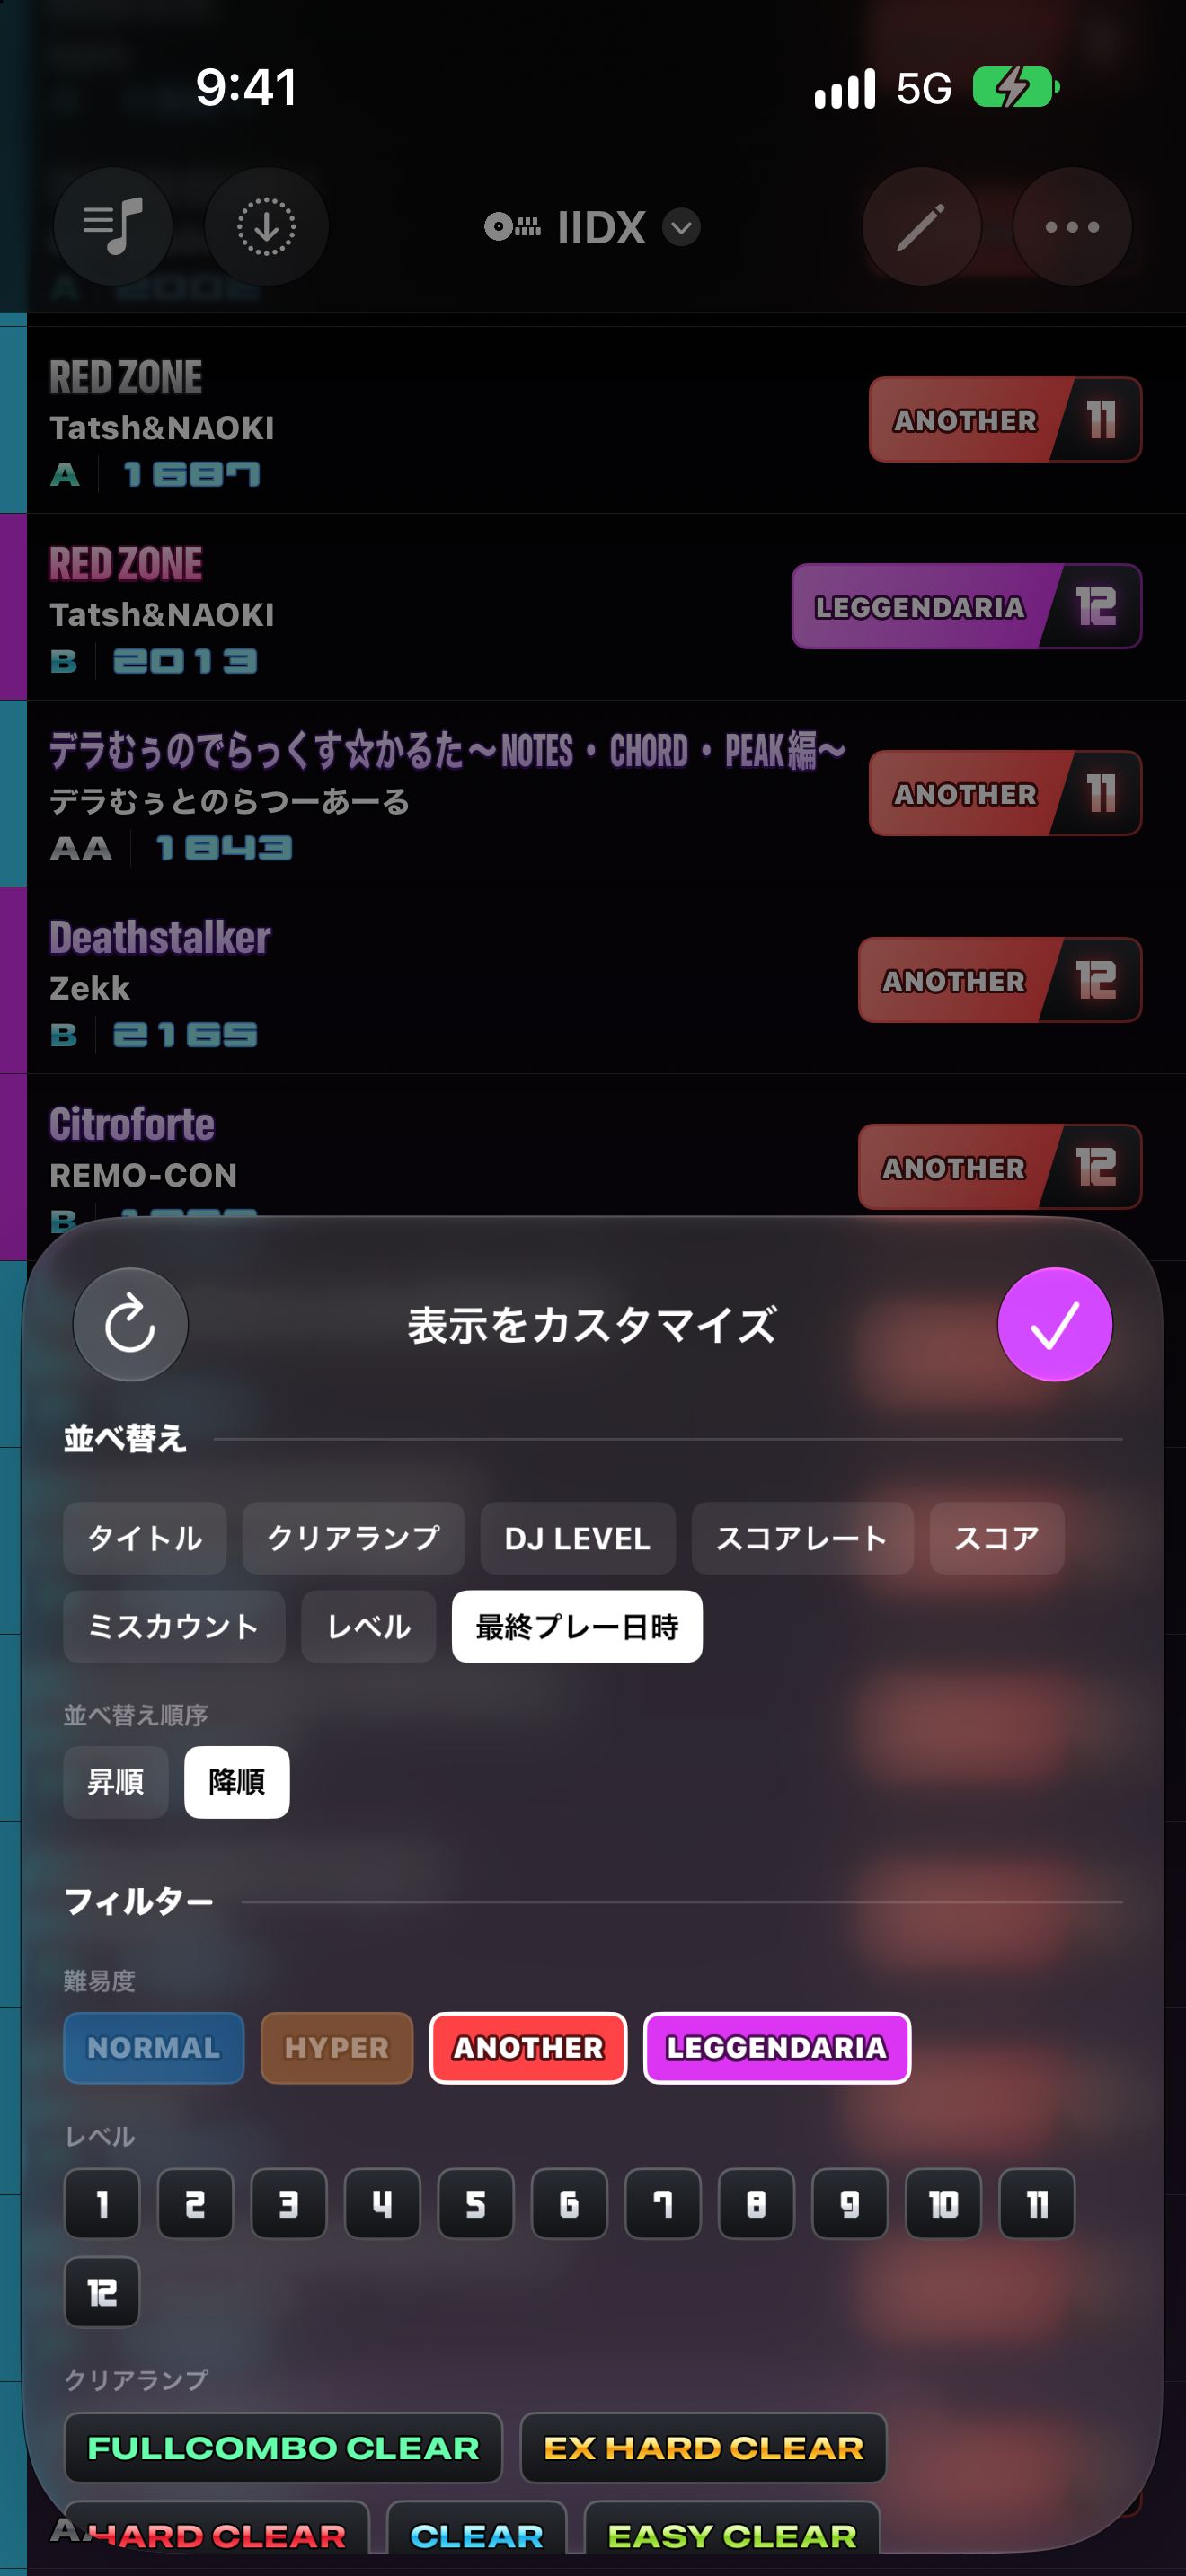 9:41 5G
IIDX
A 2002
RED ZONE
Tatsh&NAOKI
A 1687
ANOTHER 11
RED ZONE
Tatsh&NAOKI
B 2013
LEGGENDARIA 12
デラむぅのでらっくす☆かるた～NOTES・CHORD・PEAK編～
デラむぅとのらつーあーる
AA 1843
ANOTHER 11
Deathstalker
Zekk
B 2165
ANOTHER 12
Citroforte
REMO-CON
B
ANOTHER 12
表示をカスタマイズ
並べ替え
タイトル クリアランプ DJ LEVEL スコアレート スコア
ミスカウント レベル 最終プレー日時
並べ替え順序
昇順 降順
フィルター
難易度
NORMAL HYPER ANOTHER LEGGENDARIA
レベル
1 2 3 4 5 6 7 8 9 10 11
12
クリアランプ
FULLCOMBO CLEAR EX HARD CLEAR
HARD CLEAR CLEAR EASY CLEAR